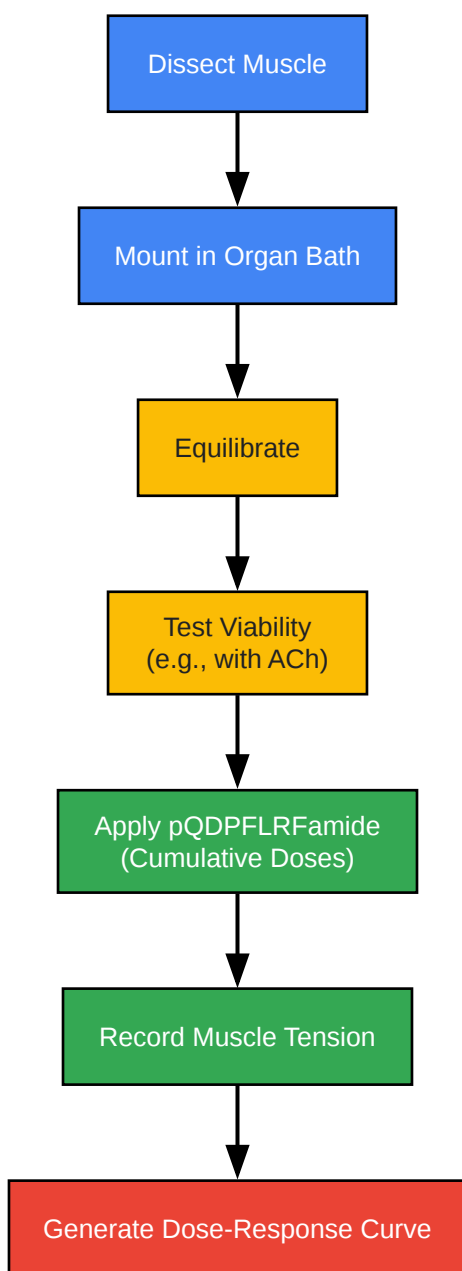 Dissect Muscle
Mount in Organ Bath
Equilibrate
Test Viability
(e.g., with ACh)
Apply pQDPFLRFamide
(Cumulative Doses)
Record Muscle Tension
Generate Dose-Response Curve